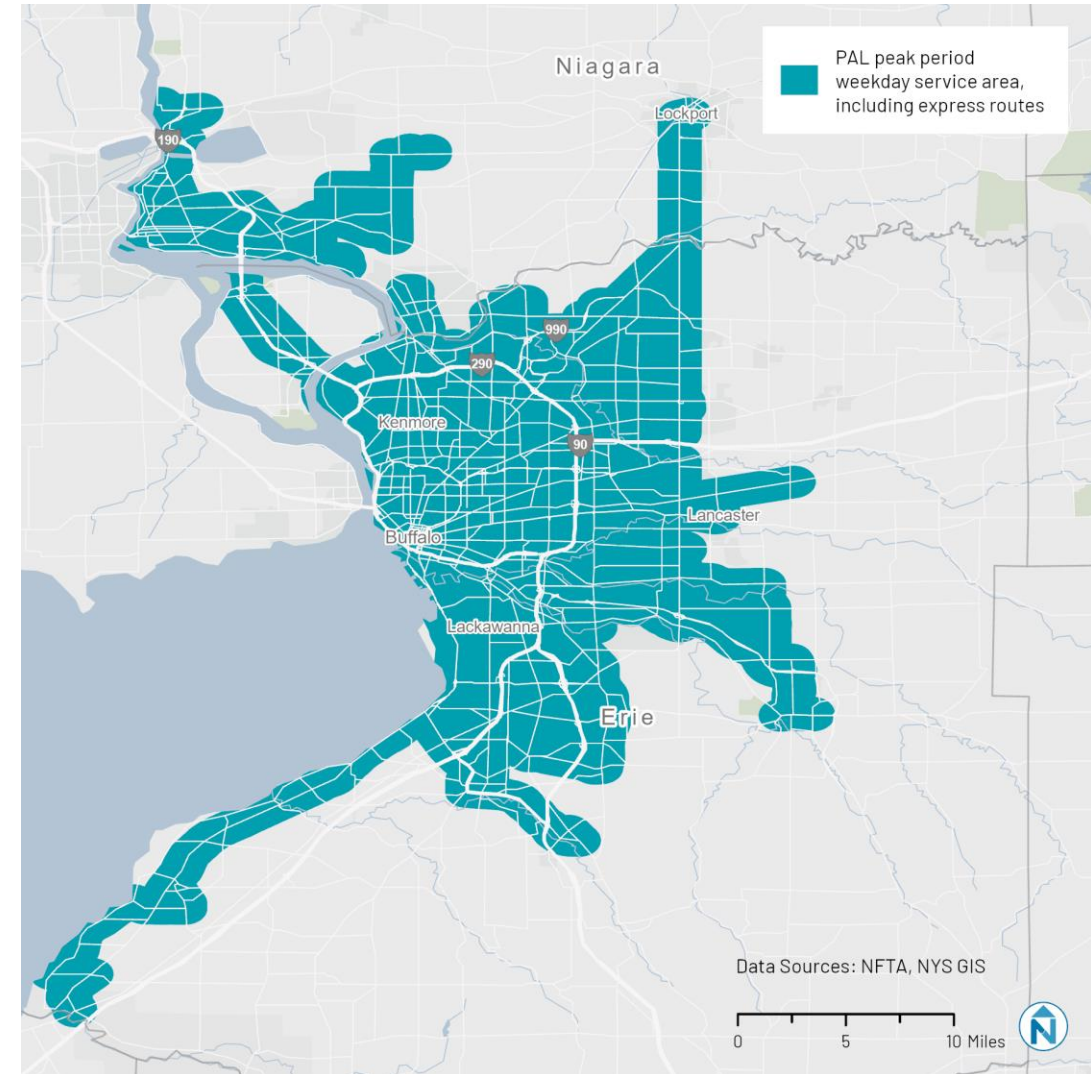 Niagara
PAL peak period
weekday service area,
including express routes
Lockport
190
990
290
Kenmore
90
Lancaster
Buffalo
Lackawanna
Erie
Data Sources: NFTA, NYS GIS
0 5 10 Miles
N